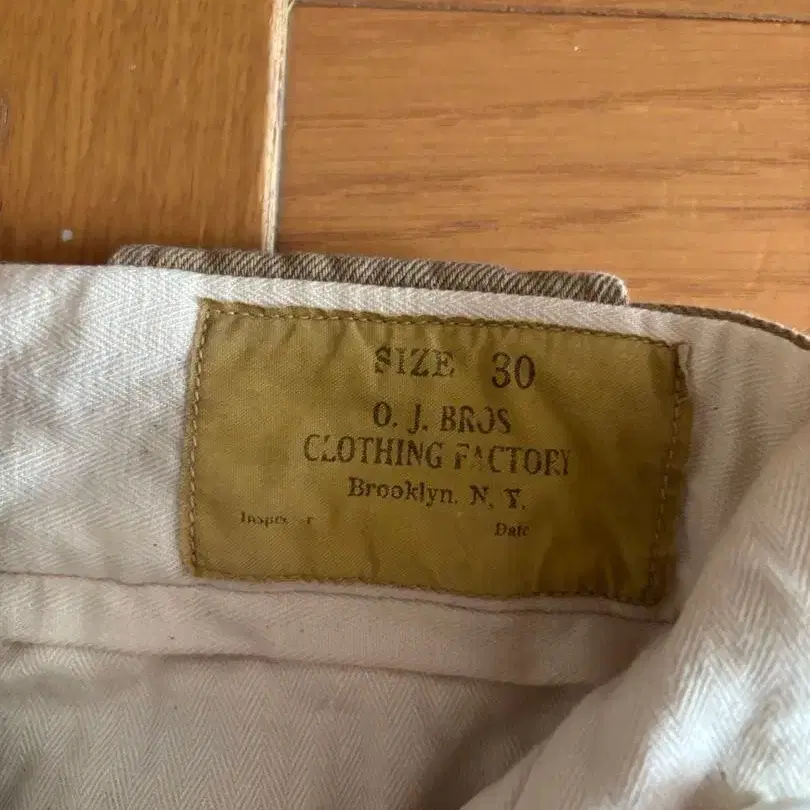 SIZE 30
O. J. BROS
CLOTHING FACTORY
Brooklyn. N. Y.
Date